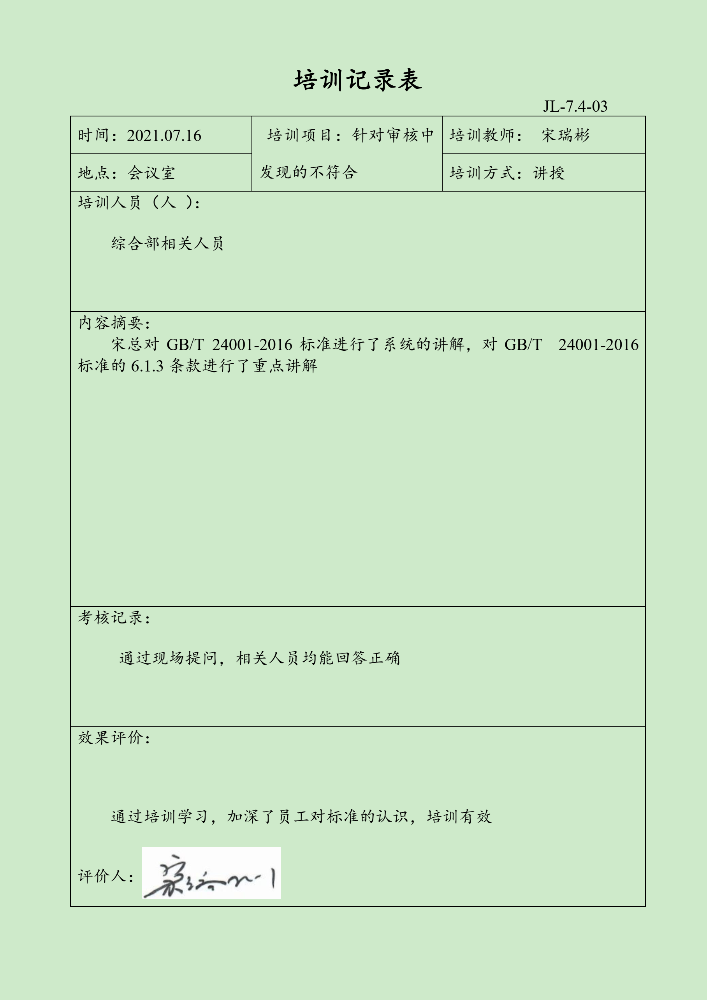 培训记录表
JL-7.4-03
时间：2021.07.16
培训项目：针对审核中
发现的不符合
培训教师： 宋瑞彬
地点：会议室
培训方式：讲授
培训人员（人 ）：
综合部相关人员
内容摘要：
宋总对 GB/T 24001-2016 标准进行了系统的讲解，对 GB/T 24001-2016
标准的 6.1.3 条款进行了重点讲解
考核记录：
通过现场提问，相关人员均能回答正确
效果评价：
通过培训学习，加深了员工对标准的认识，培训有效
评价人：